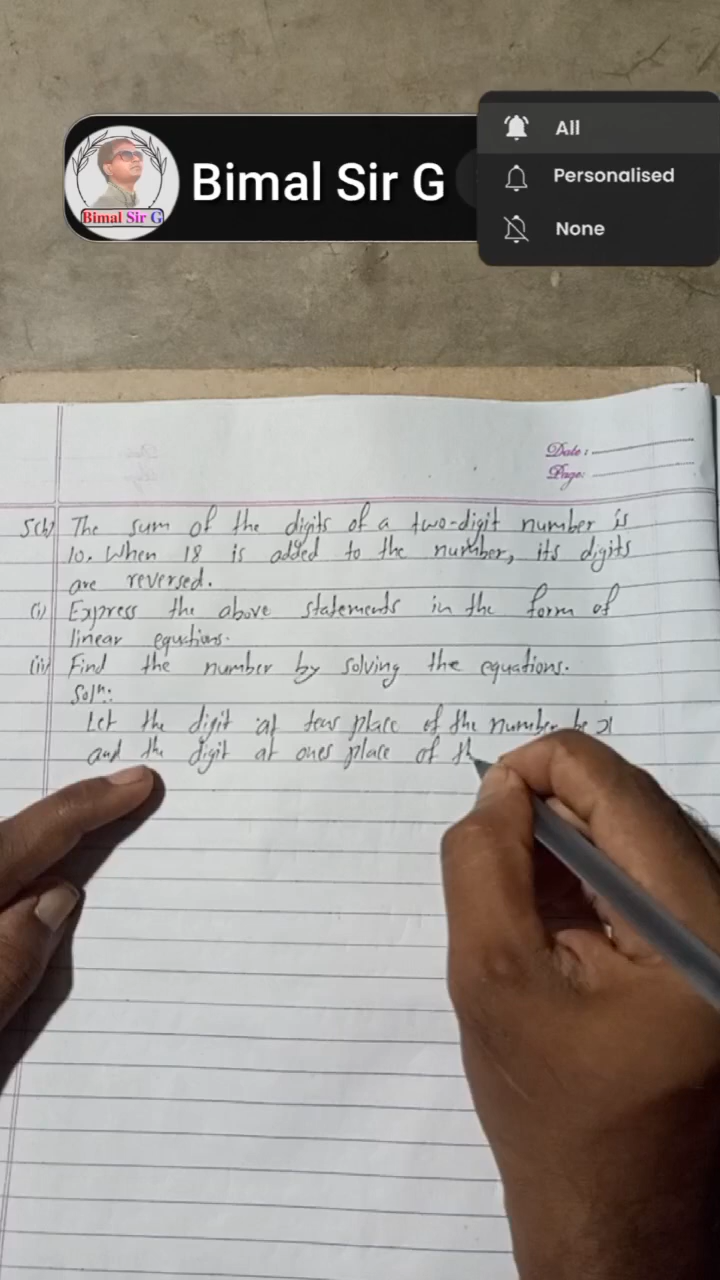 All
Personalised
None
Bimal Sir G
Bimal Sir G
Date:
Page:
5(b) The sum of the digits of a two-digit number is
10. When 18 is added to the number, its digits
are reversed.
(i) Express the above statements in the form of
linear equations.
(ii) Find the number by solving the equations.
Solⁿ:
Let the digit at tens place of the number be x
and the digit at ones place of th